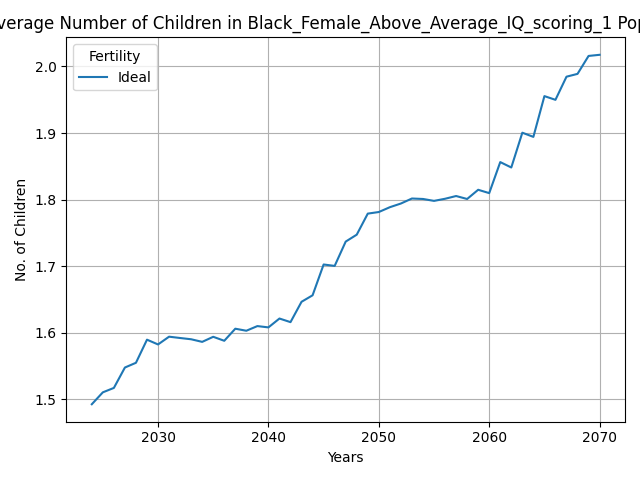 verage Number of Children in Black_Female_Above_Average_IQ_scoring_1 Pop
Fertility
Ideal
No. of Children
2.0
1.9
1.8
1.7
1.6
1.5
2030 2040 2050 2060 2070
Years